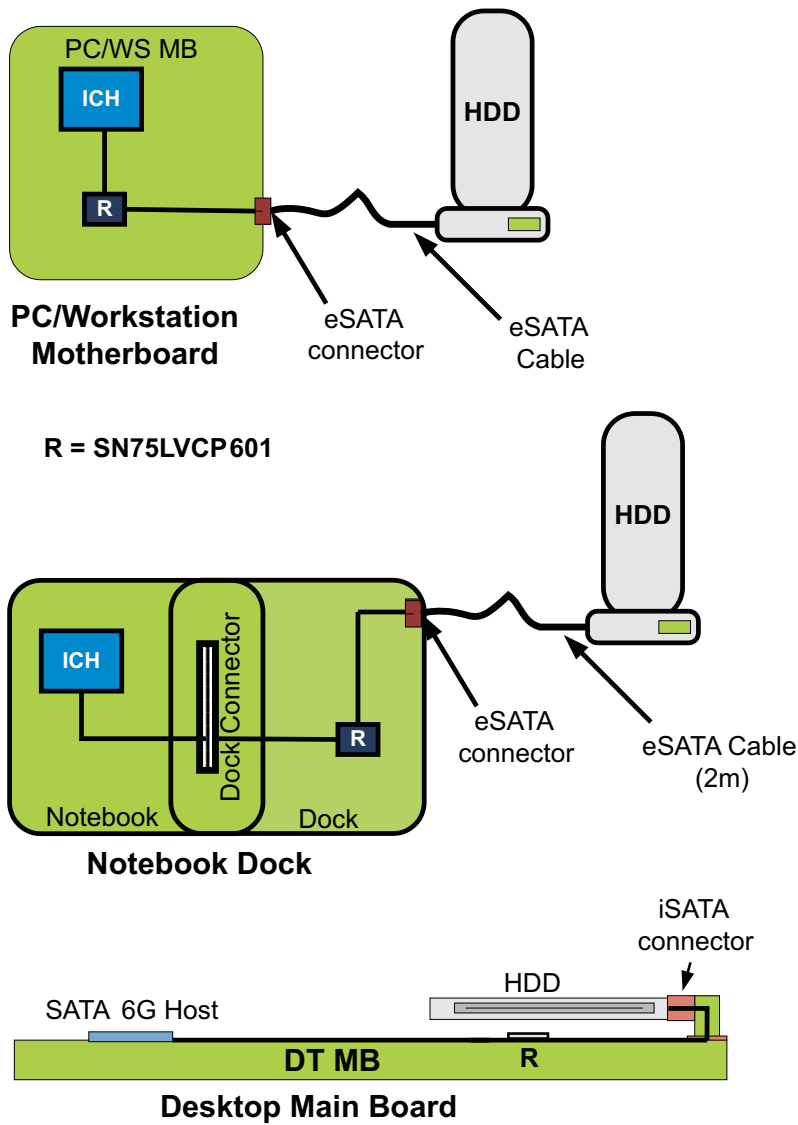 PC/WS MB
ICH
HDD
R
PC/Workstation
Motherboard
eSATA
connector
eSATA
Cable
R = SN75LVCP601
HDD
ICH
Dock Connector
R
eSATA
connector
eSATA Cable
(2m)
Notebook
Dock
Notebook Dock
iSATA
connector
HDD
SATA 6G Host
DT MB
R
Desktop Main Board